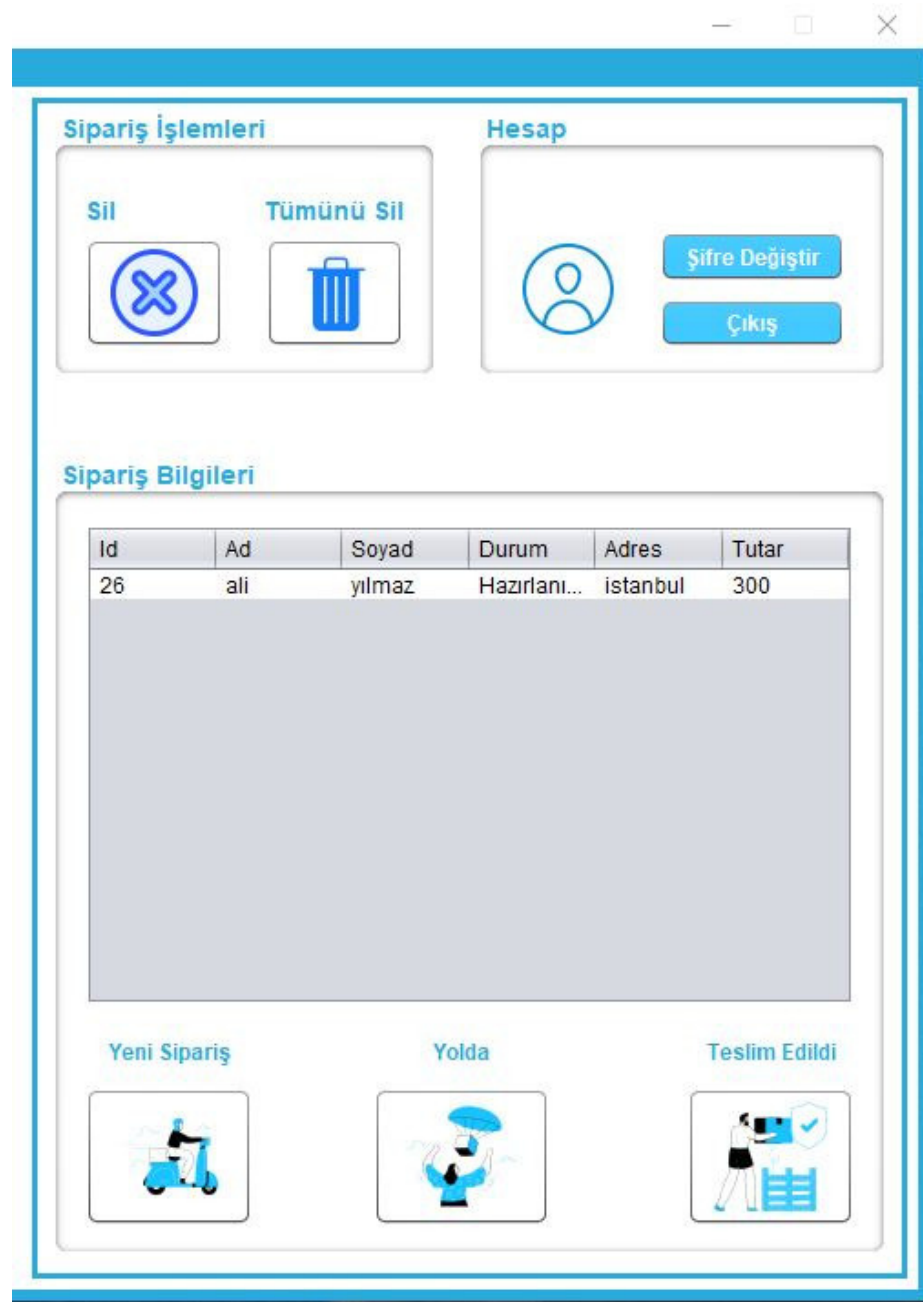 Sipariş İşlemleri
Hesap
Sil
Tümünü Sil
Şifre Değiştir
Çıkış
Sipariş Bilgileri
Id Ad Soyad Durum Adres Tutar
26 ali yılmaz Hazırlanı... istanbul 300
Yeni Sipariş
Yolda
Teslim Edildi